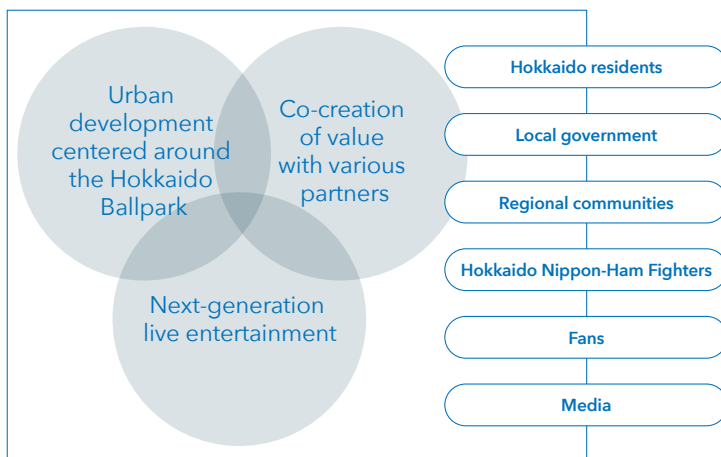 Urban
development
centered around
the Hokkaido
Ballpark
Co-creation
of value
with various
partners
Next-generation
live entertainment
Hokkaido residents
Local government
Regional communities
Hokkaido Nippon-Ham Fighters
Fans
Media